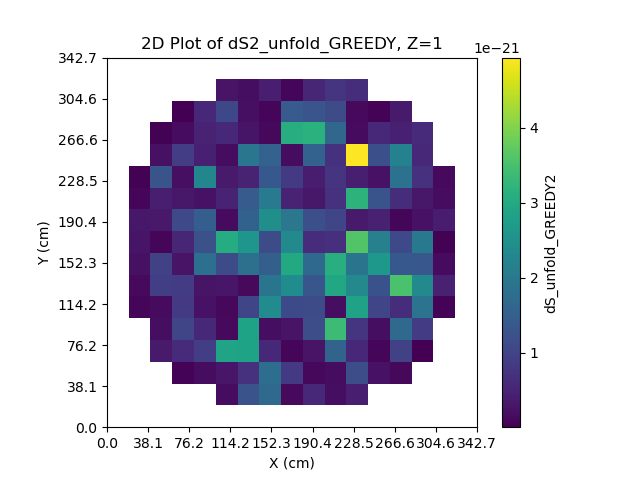 2D Plot of dS2_unfold_GREEDY, Z=1
1e−21
342.7
304.6
266.6
228.5
190.4
152.3
114.2
76.2
38.1
0.0
Y (cm)
0.0 38.1 76.2 114.2 152.3 190.4 228.5 266.6 304.6 342.7
X (cm)
4
3
2
1
dS_unfold_GREEDY2